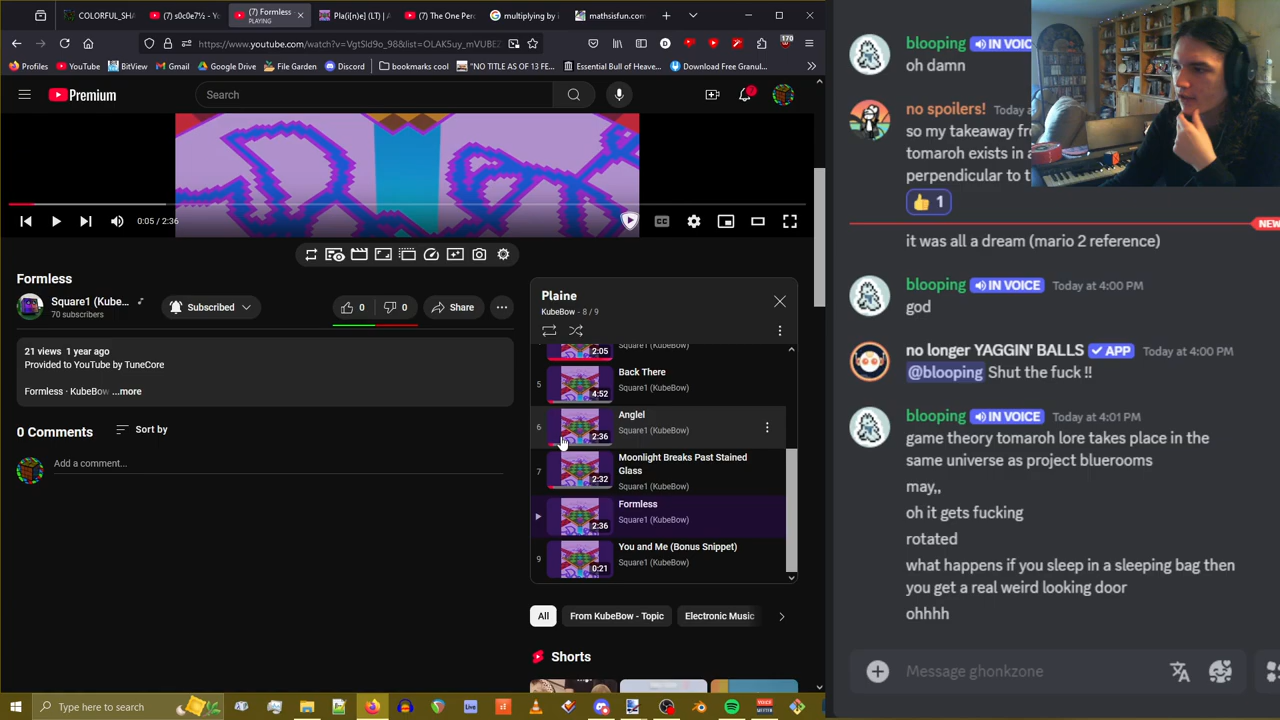 COLORFUL_SHA
(7) s0c0e7½ - Yo
(7) Formless
PLAYING
Pla(i[n]e) (LT) | A
(7) The One Perc
multiplying by i
mathsisfun.com
https://www.youtube.com/watch?v=VgtSld9o_98&list=OLAK5uy_mVUBEZ
170
Profiles
YouTube
BitView
Gmail
Google Drive
File Garden
Discord
bookmarks cool
NO TITLE AS OF 13 FE...
Essential Bull of Heave...
Download Free Granul...
Premium
Search
0:05 / 2:36
CC
Formless
Square1 (Kube...
70 subscribers
Subscribed
0
0
Share
21 views 1 year ago
Provided to YouTube by TuneCore
Formless · KubeBow ...more
0 Comments
Sort by
Add a comment...
Plaine
KubeBow - 8 / 9
2:05
Square1 (KubeBow)
5
4:52
Back There
Square1 (KubeBow)
6
2:36
Anglel
Square1 (KubeBow)
7
2:32
Moonlight Breaks Past Stained
Glass
Square1 (KubeBow)
2:36
Formless
Square1 (KubeBow)
9
0:21
You and Me (Bonus Snippet)
Square1 (KubeBow)
All
From KubeBow - Topic
Electronic Music
Shorts
Type here to search
blooping IN VOICE
oh damn
no spoilers! Today a
so my takeaway fr
tomaroh exists in a
perpendicular to t
1
NEW
it was all a dream (mario 2 reference)
blooping IN VOICE Today at 4:00 PM
god
no longer YAGGIN' BALLS APP Today at 4:00 PM
@blooping Shut the fuck !!
blooping IN VOICE Today at 4:01 PM
game theory tomaroh lore takes place in the
same universe as project bluerooms
may,,
oh it gets fucking
rotated
what happens if you sleep in a sleeping bag then
you get a real weird looking door
ohhhh
Message ghonkzone